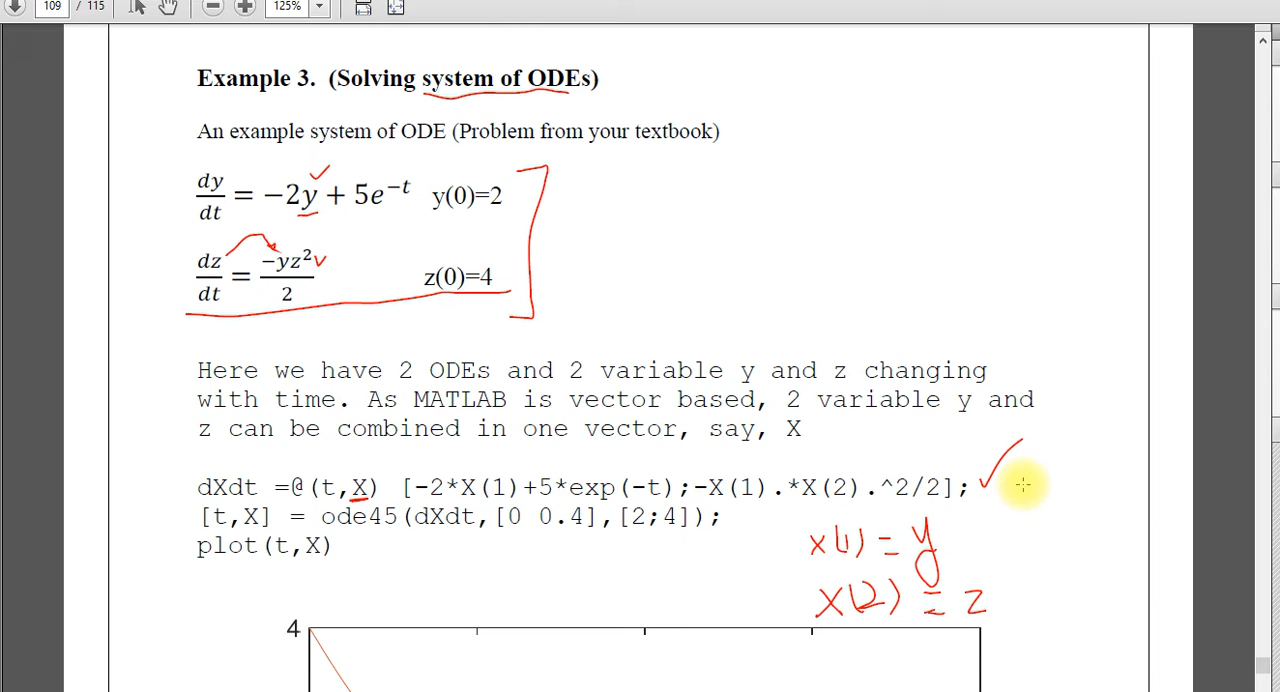 109 / 115 125%
Example 3. (Solving system of ODEs)
An example system of ODE (Problem from your textbook)
dy/dt = −2y + 5e^−t y(0)=2
dz/dt = −yz²/2 z(0)=4
Here we have 2 ODEs and 2 variable y and z changing
with time. As MATLAB is vector based, 2 variable y and
z can be combined in one vector, say, X
dXdt =@(t,X) [-2*X(1)+5*exp(-t);-X(1).*X(2).^2/2];
[t,X] = ode45(dXdt,[0 0.4],[2;4]);
plot(t,X)
X(1) = y
X(2) = z
4